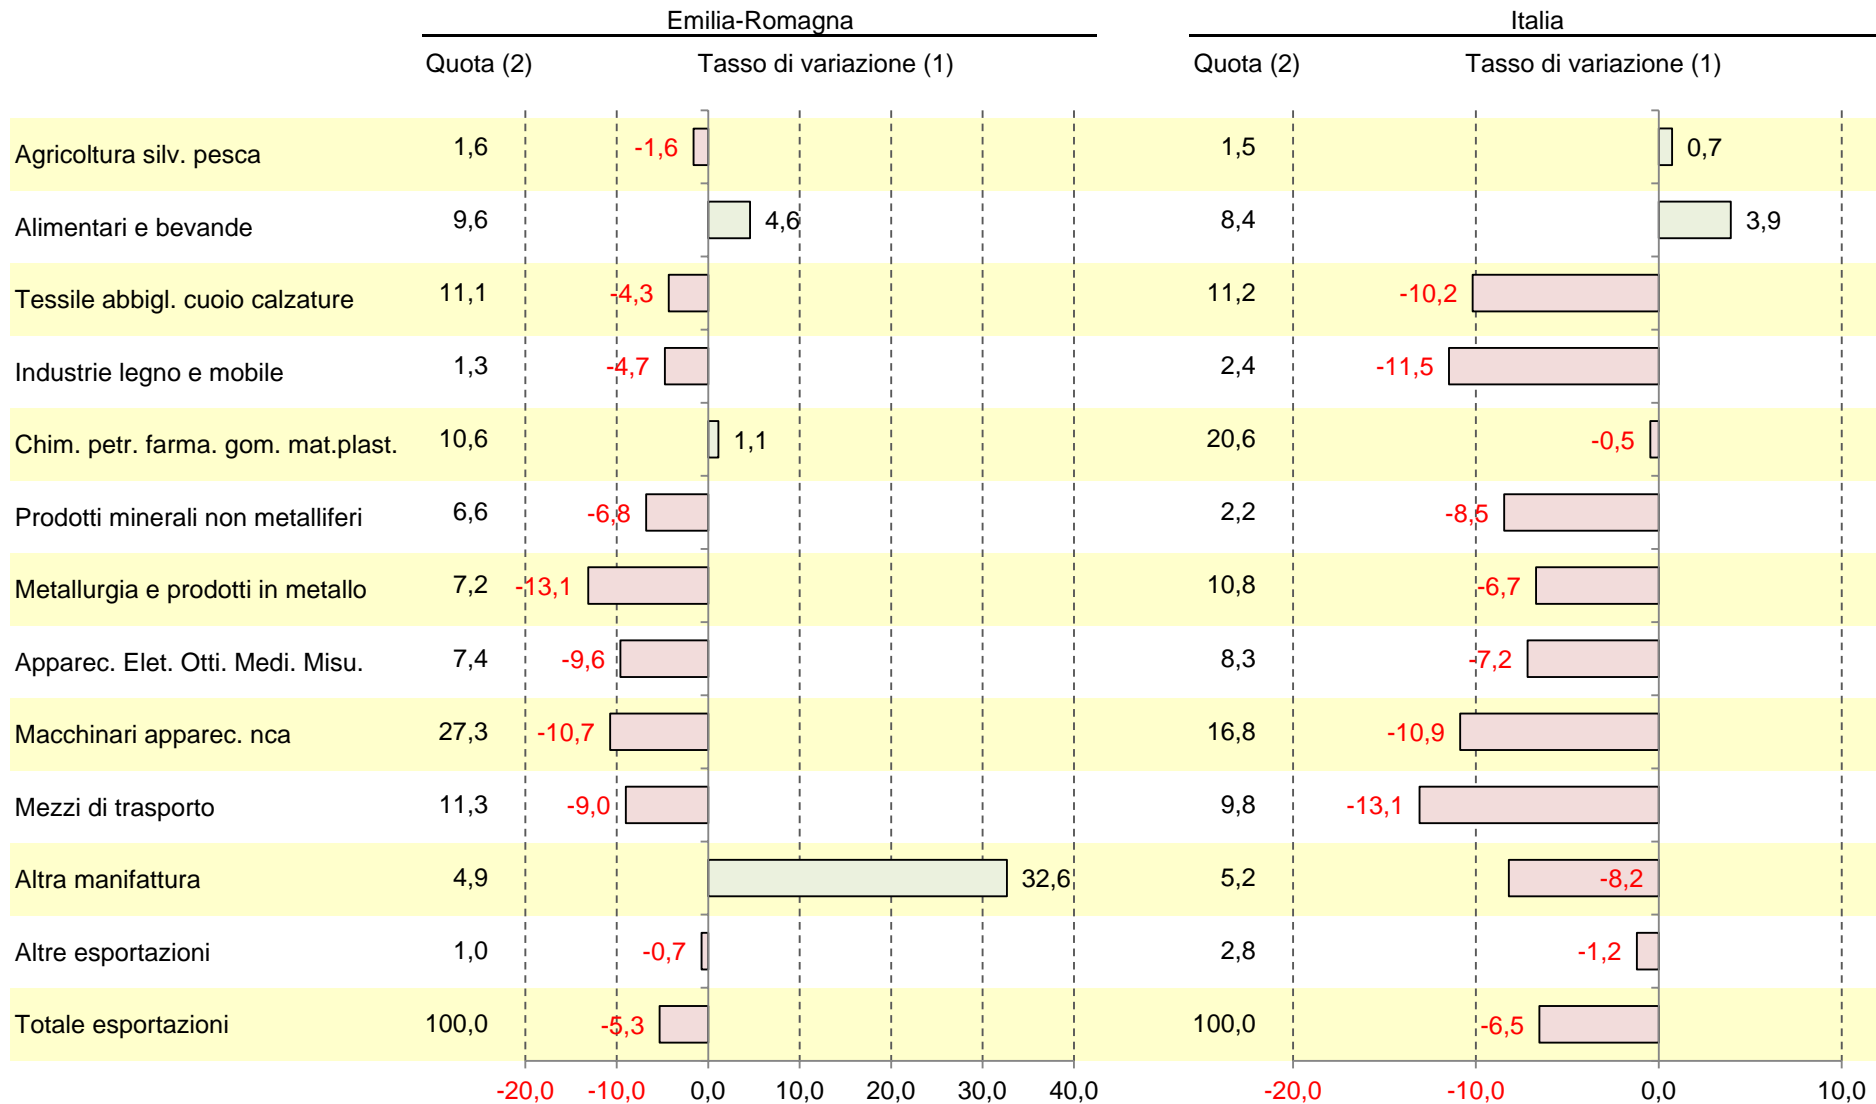 Emilia-Romagna Italia
Quota (2) Tasso di variazione (1) Quota (2) Tasso di variazione (1)
Agricoltura silv. pesca 1,6 -1,6 1,5 0,7
Alimentari e bevande 9,6 4,6 8,4 3,9
Tessile abbigl. cuoio calzature 11,1 -4,3 11,2 -10,2
Industrie legno e mobile 1,3 -4,7 2,4 -11,5
Chim. petr. farma. gom. mat.plast. 10,6 1,1 20,6 -0,5
Prodotti minerali non metalliferi 6,6 -6,8 2,2 -8,5
Metallurgia e prodotti in metallo 7,2 -13,1 10,8 -6,7
Apparec. Elet. Otti. Medi. Misu. 7,4 -9,6 8,3 -7,2
Macchinari apparec. nca 27,3 -10,7 16,8 -10,9
Mezzi di trasporto 11,3 -9,0 9,8 -13,1
Altra manifattura 4,9 32,6 5,2 -8,2
Altre esportazioni 1,0 -0,7 2,8 -1,2
Totale esportazioni 100,0 -5,3 100,0 -6,5
-20,0 -10,0 0,0 10,0 20,0 30,0 40,0 -20,0 -10,0 0,0 10,0